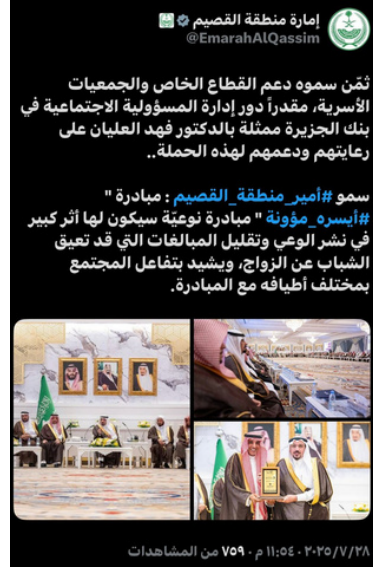 إمارة منطقة القصيم
@EmarahAlQassim
ثمّن سموه دعم القطاع الخاص والجمعيات
الأسرية، مقدراً دور إدارة المسؤولية الاجتماعية في
بنك الجزيرة ممثلة بالدكتور فهد العليان على
رعايتهم ودعمهم لهذه الحملة..
سمو #أمير_منطقة_القصيم : مبادرة "
#أيسره_مؤونة " مبادرة نوعيّة سيكون لها أثر كبير
في نشر الوعي وتقليل المبالغات التي قد تعيق
الشباب عن الزواج، ويشيد بتفاعل المجتمع
بمختلف أطيافه مع المبادرة.
٢٠٢٥/٧/٢٨ · ١١:٥٤ م · ٧٥٩ من المشاهدات